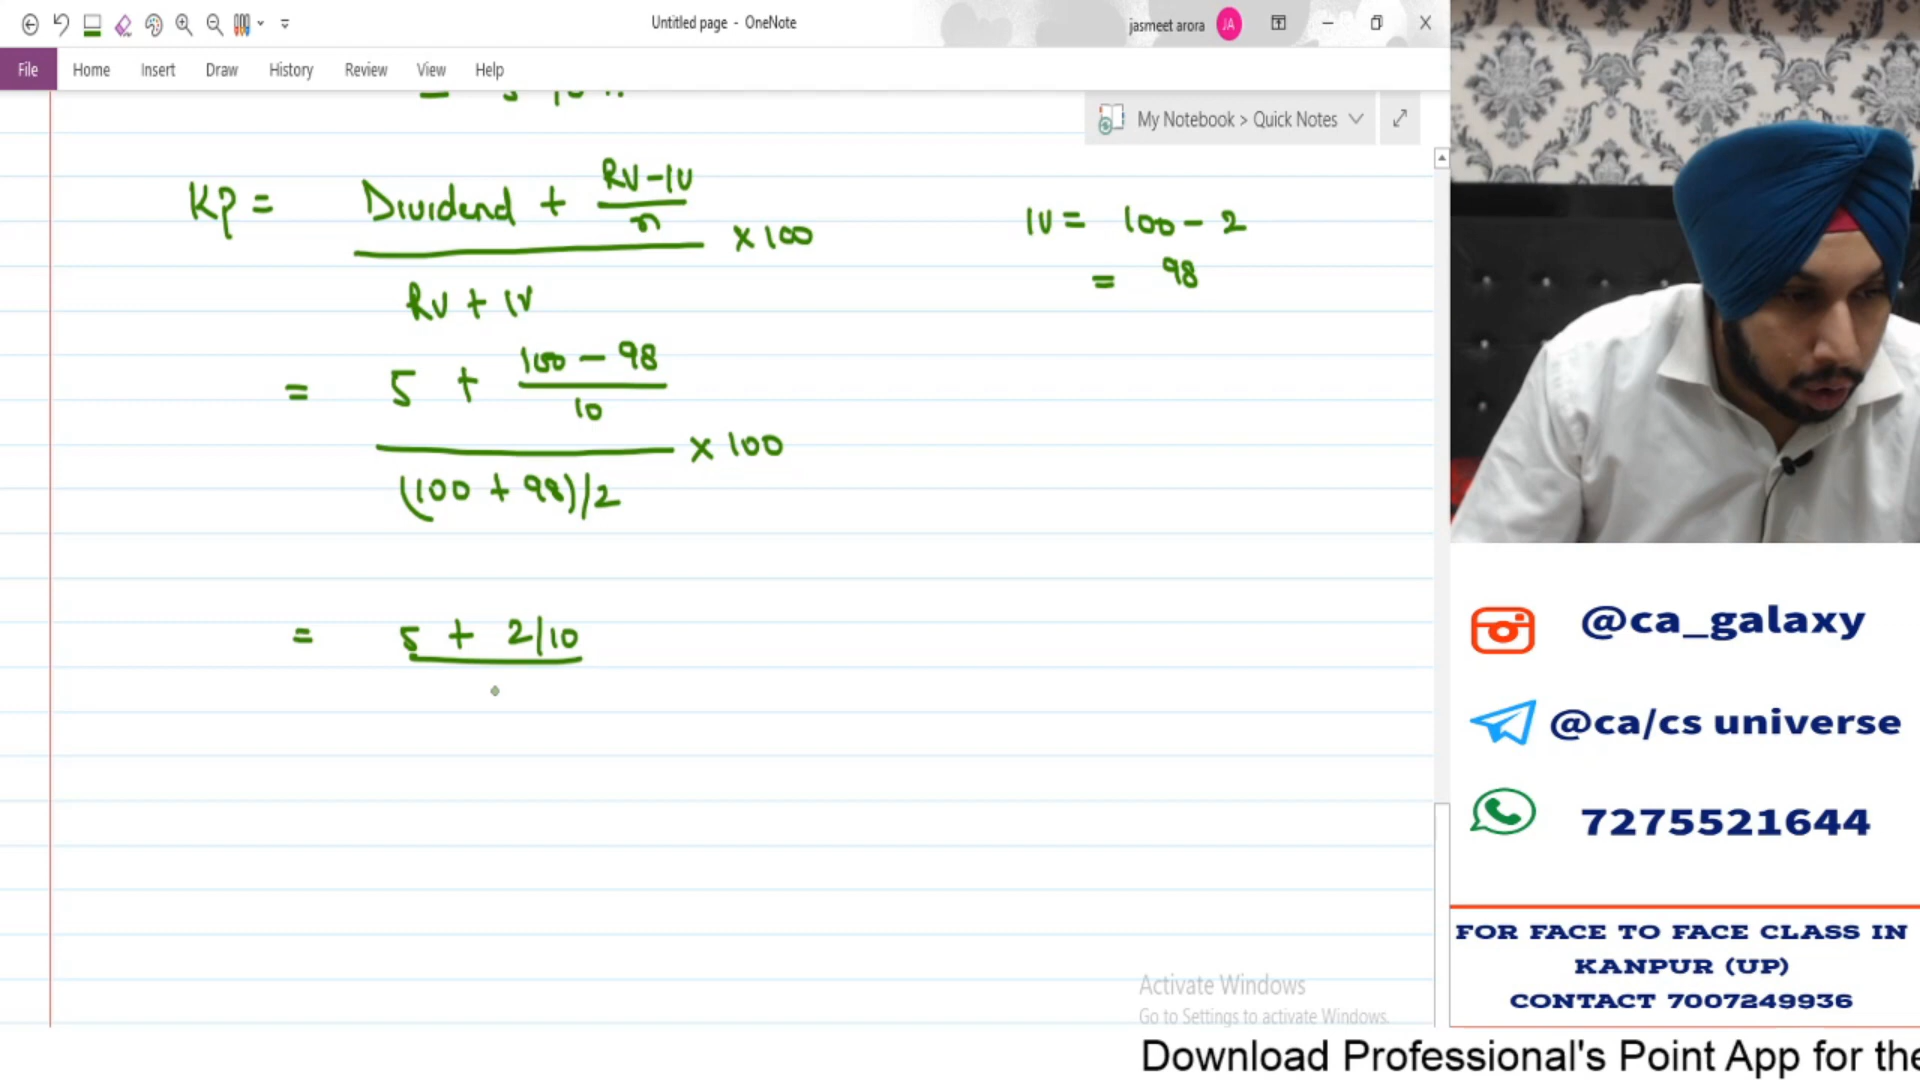 Untitled page - OneNote
jasmeet arora
JA
File Home Insert Draw History Review View Help
My Notebook > Quick Notes
Kp = Dividend + RV-IV
n
x 100
RV + IV
IV = 100 - 2
= 98
= 5 + 100 - 98
10
x 100
(100 + 98)/2
= 5 + 2/10
@ca_galaxy
@ca/cs universe
7275521644
FOR FACE TO FACE CLASS IN
KANPUR (UP)
CONTACT 7007249936
Activate Windows
Go to Settings to activate Windows.
Download Professional's Point App for the